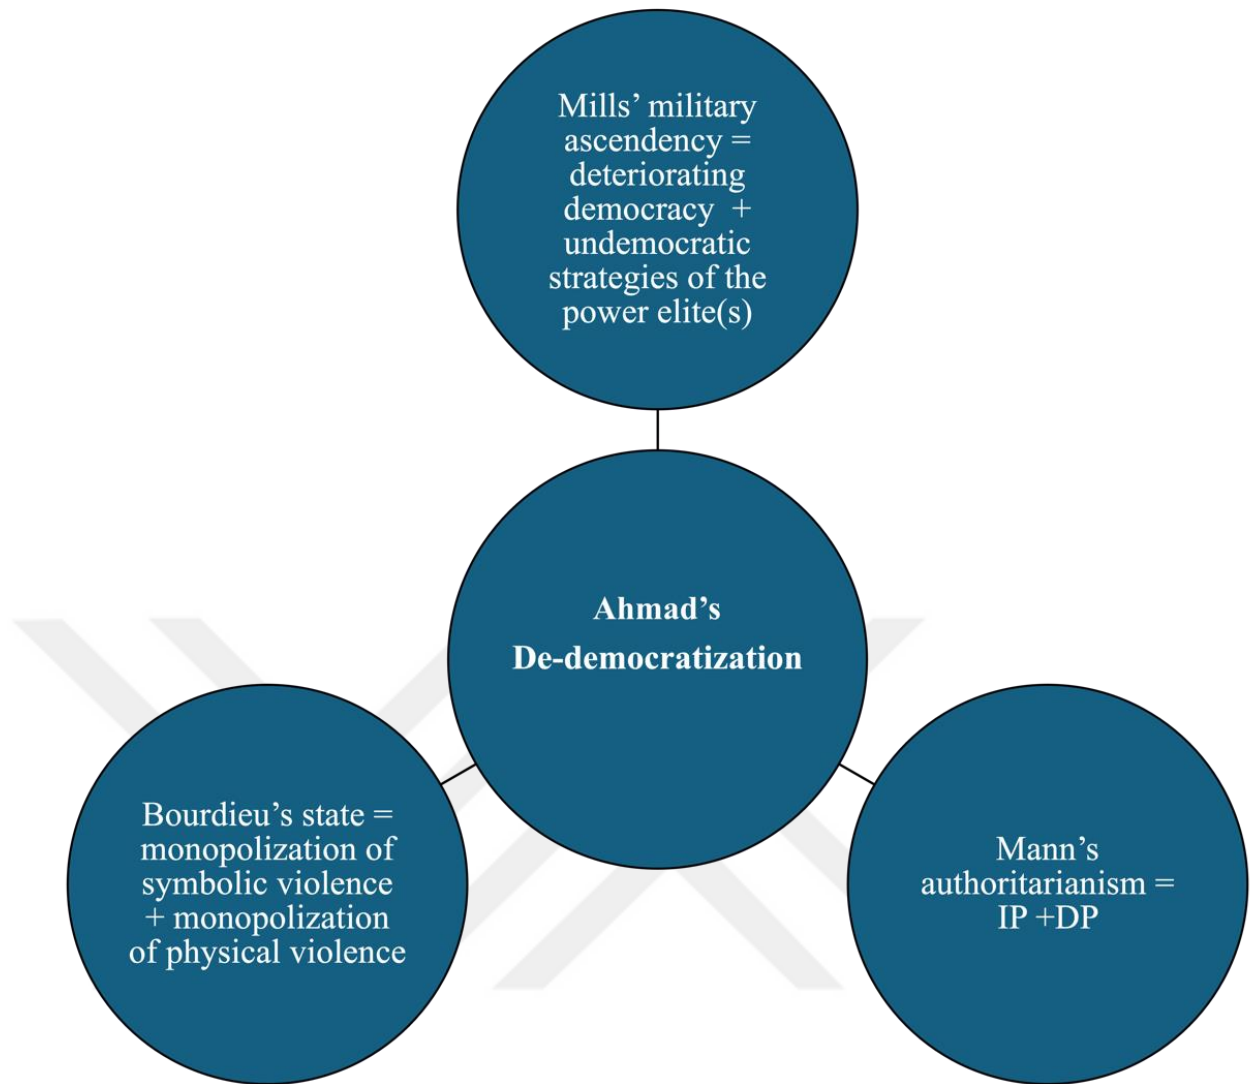 Mills’ military
ascendency =
deteriorating
democracy +
undemocratic
strategies of the
power elite(s)
Ahmad’s
De-democratization
Bourdieu’s state =
monopolization of
symbolic violence
+ monopolization
of physical violence
Mann’s
authoritarianism =
IP +DP